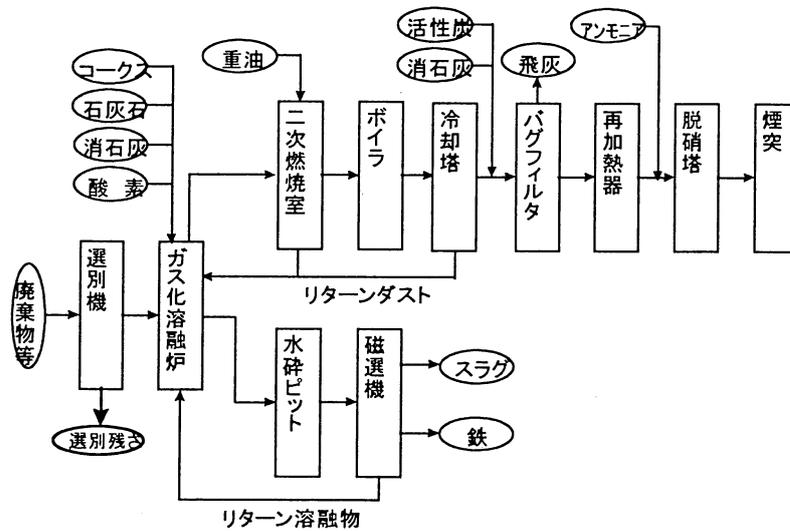 活性炭
アンモニア
重油
消石灰
飛灰
コークス
石灰石
消石灰
酸素
二次燃焼室
ボイラ
冷却塔
バグフィルタ
再加熱器
脱硝塔
煙突
選別機
ガス化溶融炉
リターンダスト
廃棄物等
水砕ピット
磁選機
スラグ
選別残さ
鉄
リターン溶融物